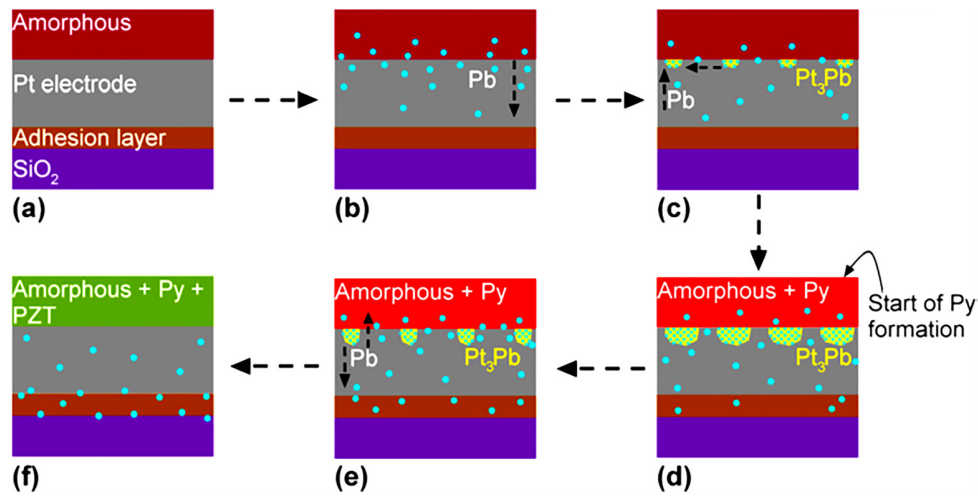 Amorphous
Pt electrode
Adhesion layer
SiO₂
(a)
Pb
(b)
Pt₃Pb
Pb
(c)
Amorphous + Py +
PZT
(f)
Amorphous + Py
Pb
Pt₃Pb
(e)
Amorphous + Py
Pt₃Pb
(d)
Start of Py
formation